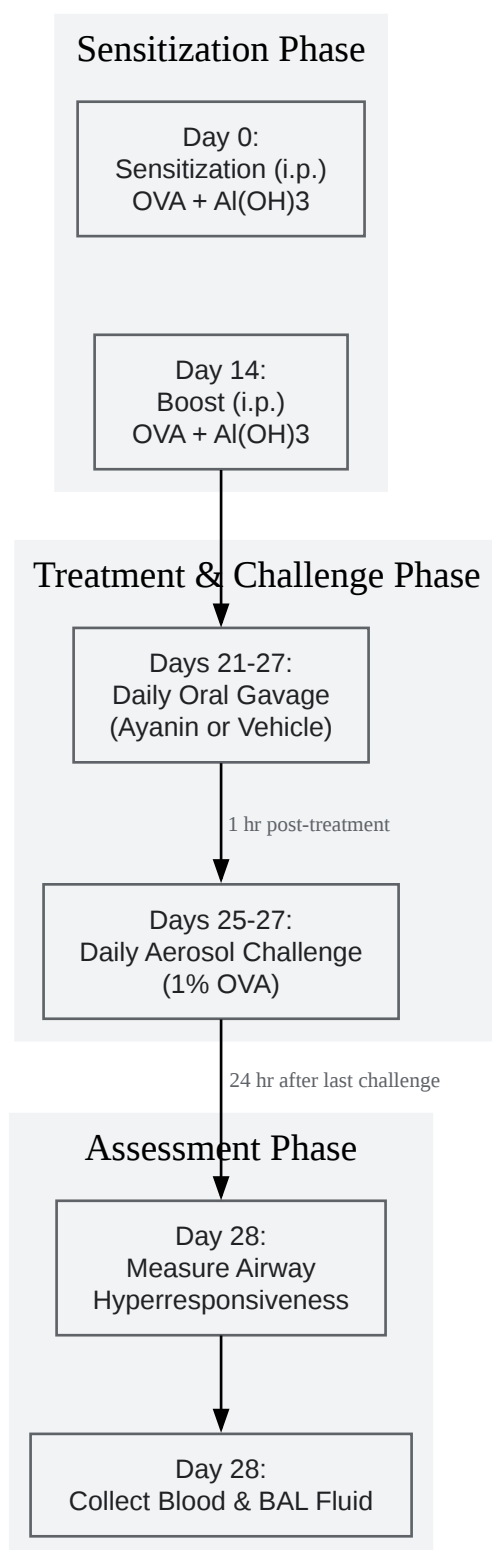 Sensitization Phase
Day 0:
Sensitization (i.p.)
OVA + Al(OH)3
Day 14:
Boost (i.p.)
OVA + Al(OH)3
Treatment & Challenge Phase
Days 21-27:
Daily Oral Gavage
(Ayanin or Vehicle)
1 hr post-treatment
Days 25-27:
Daily Aerosol Challenge
(1% OVA)
24 hr after last challenge
Assessment Phase
Day 28:
Measure Airway
Hyperresponsiveness
Day 28:
Collect Blood & BAL Fluid